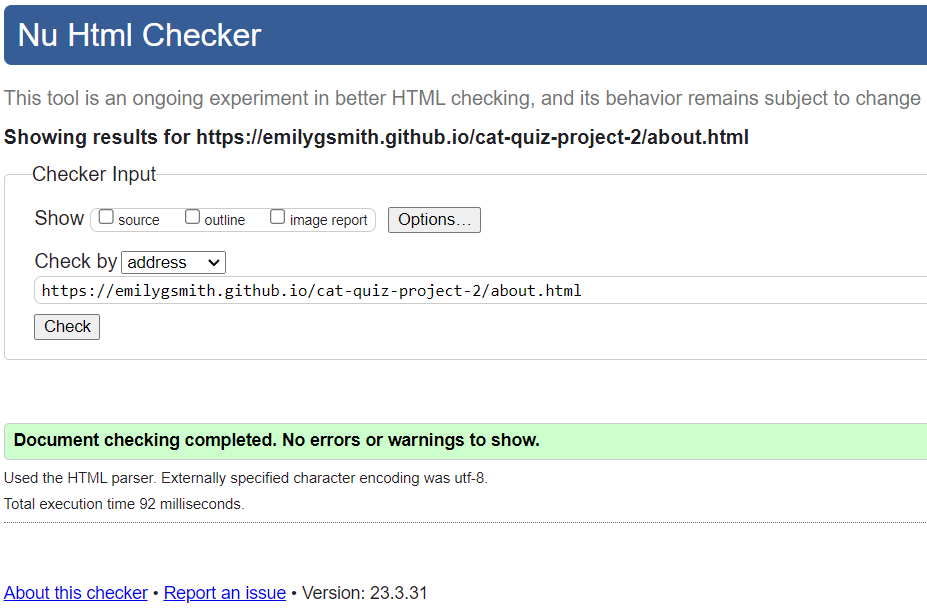 Nu Html Checker
This tool is an ongoing experiment in better HTML checking, and its behavior remains subject to change
Showing results for https://emilygsmith.github.io/cat-quiz-project-2/about.html
Checker Input
Show source outline image report Options...
Check by address
https://emilygsmith.github.io/cat-quiz-project-2/about.html
Check
Document checking completed. No errors or warnings to show.
Used the HTML parser. Externally specified character encoding was utf-8.
Total execution time 92 milliseconds.
About this checker • Report an issue • Version: 23.3.31